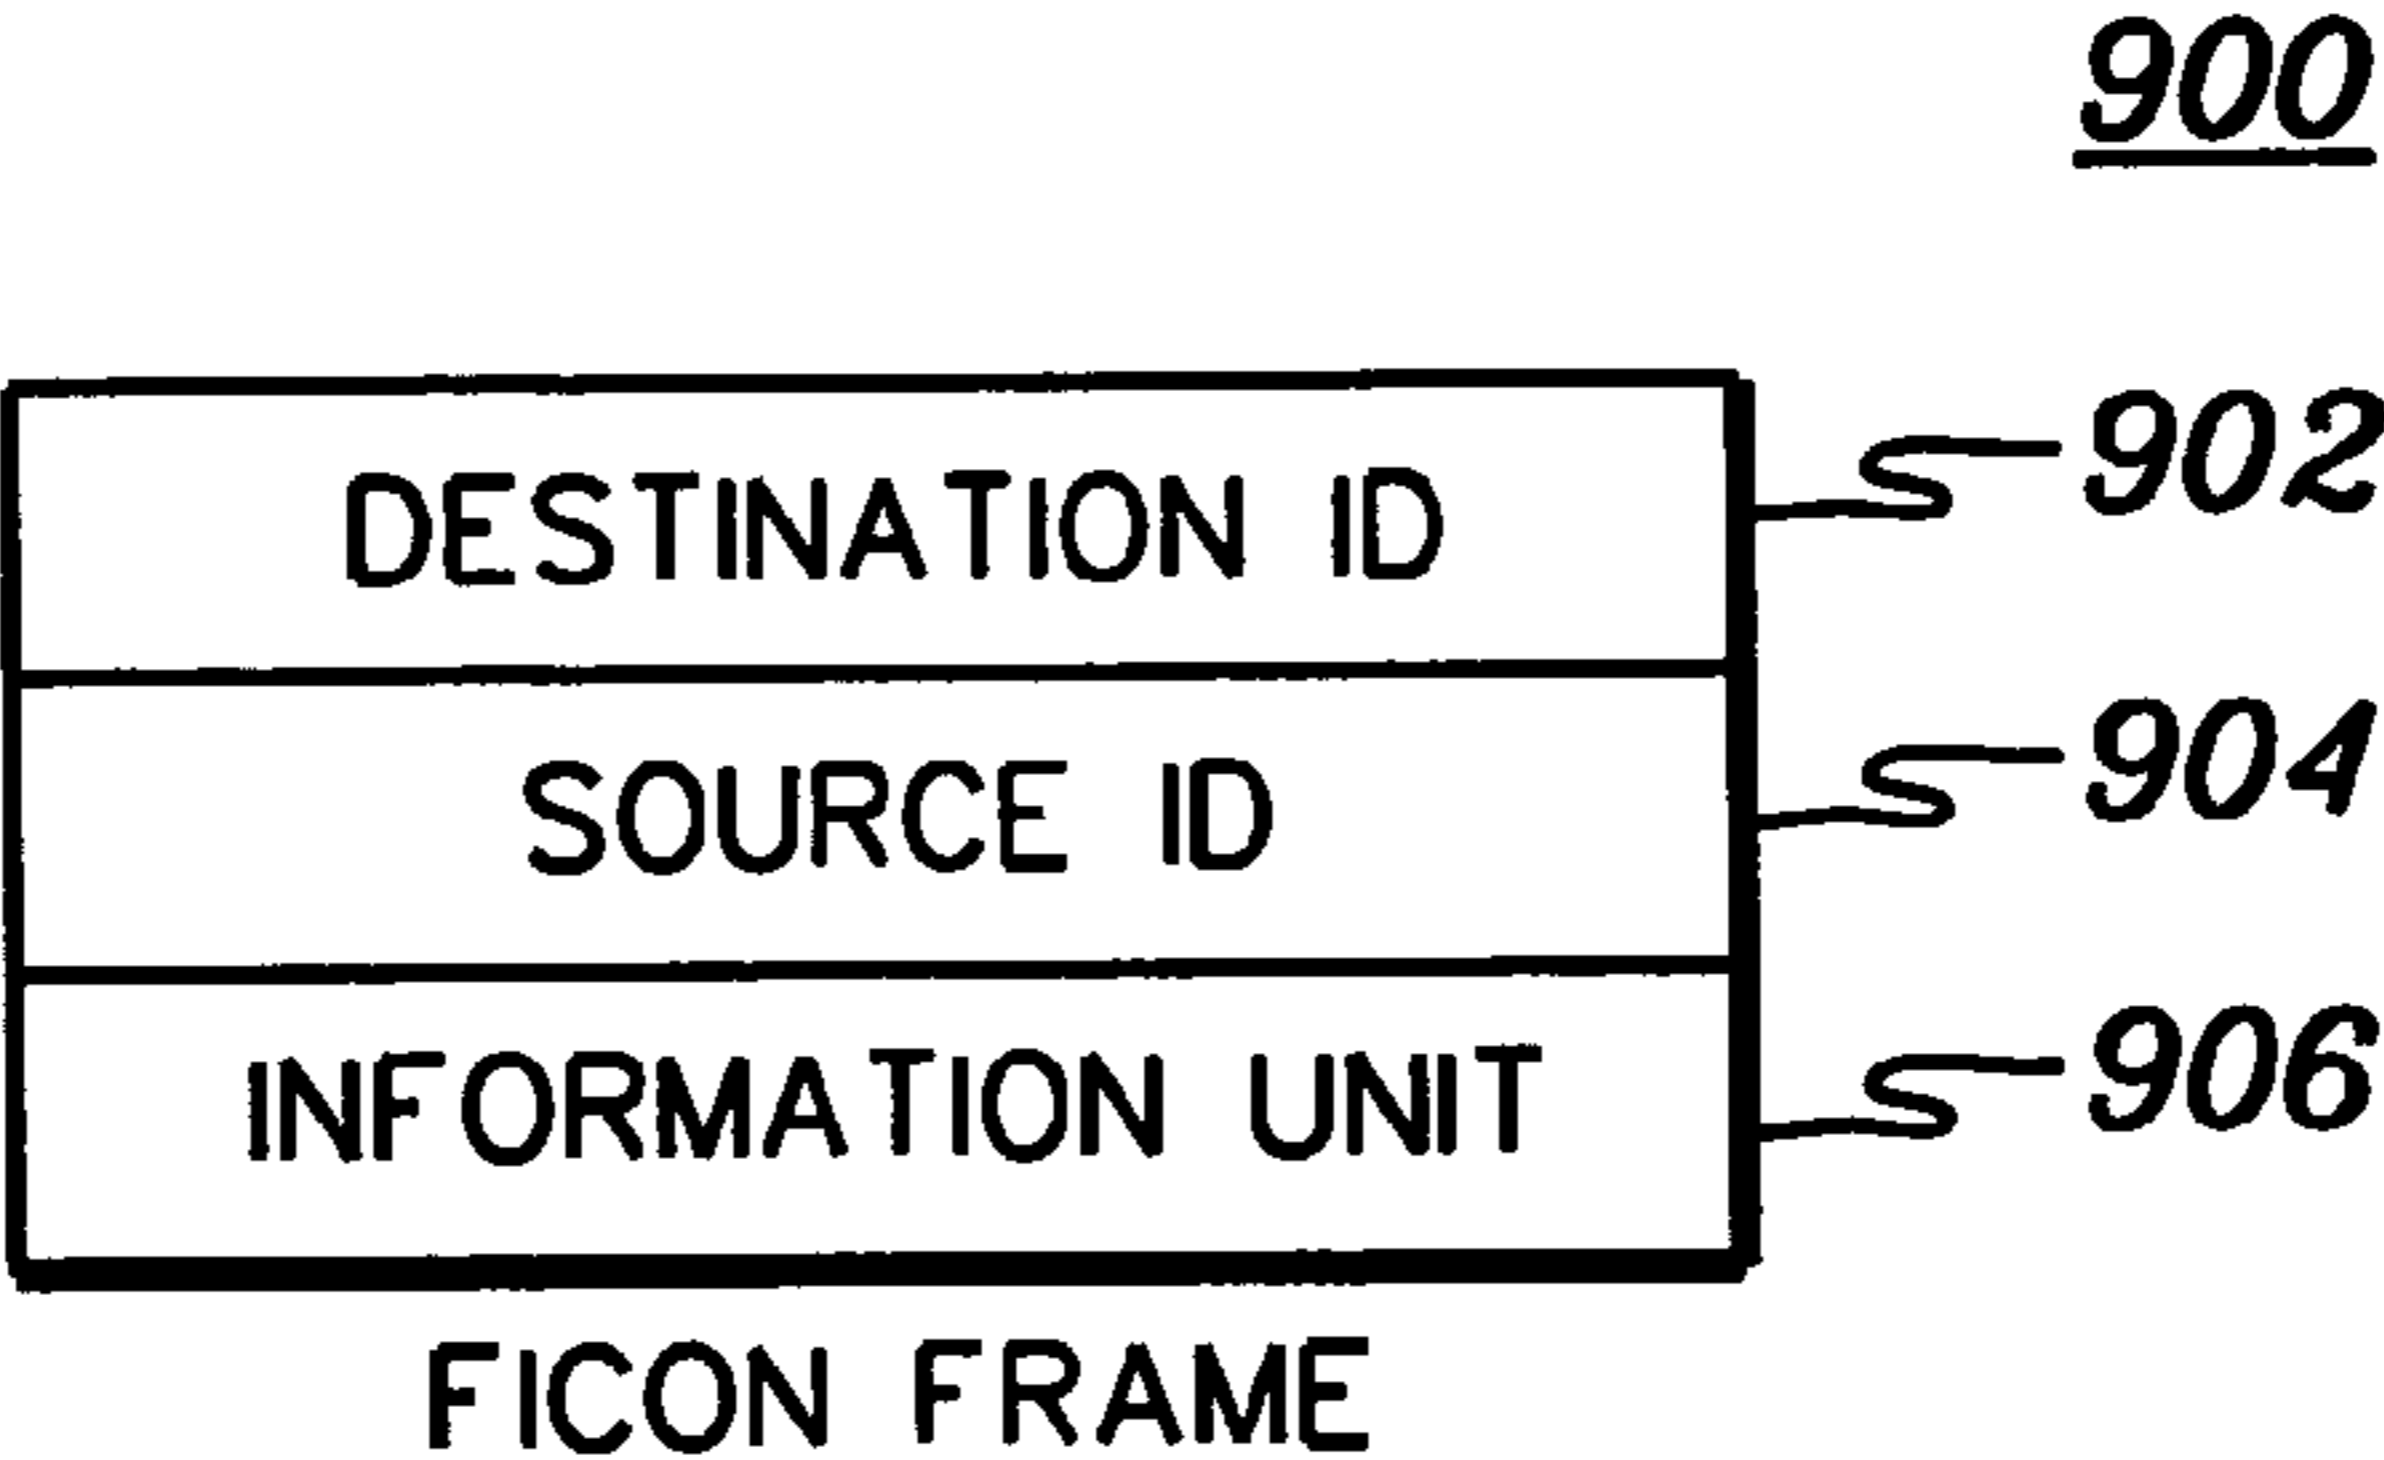 900
DESTINATION ID 902
SOURCE ID 904
INFORMATION UNIT 906
FICON FRAME